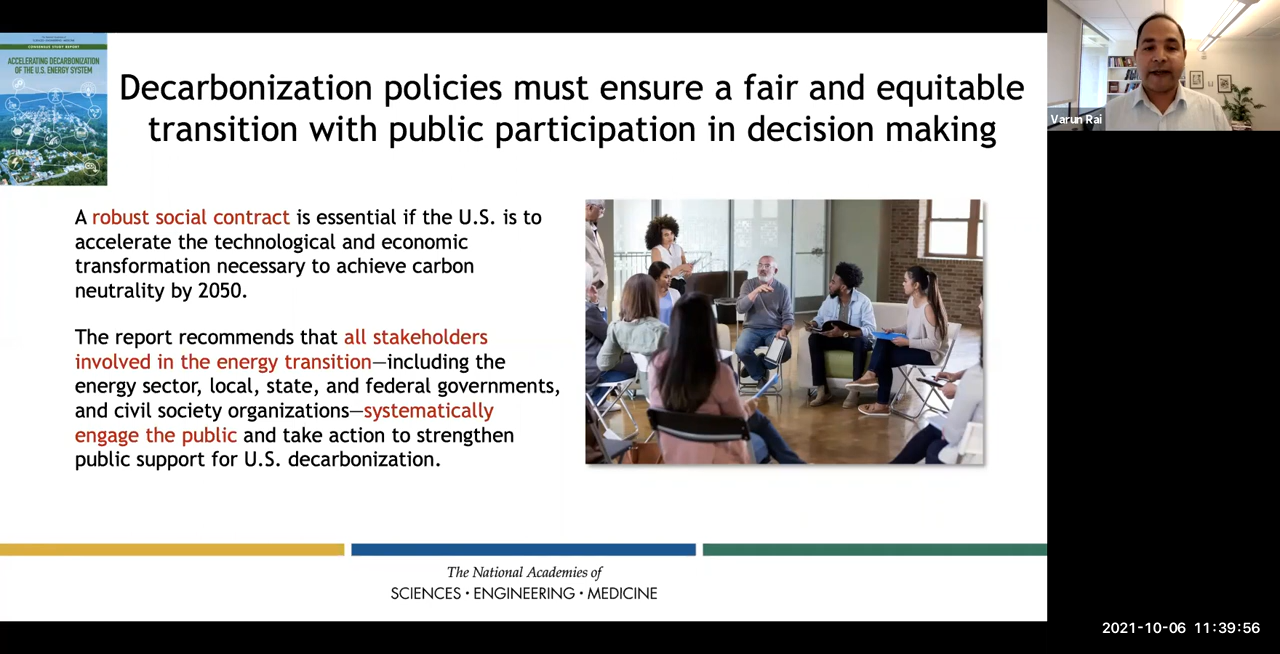 CONSENSUS STUDY REPORT
ACCELERATING DECARBONIZATION
OF THE U.S. ENERGY SYSTEM
Decarbonization policies must ensure a fair and equitable
transition with public participation in decision making
Varun Rai
A robust social contract is essential if the U.S. is to
accelerate the technological and economic
transformation necessary to achieve carbon
neutrality by 2050.
The report recommends that all stakeholders
involved in the energy transition—including the
energy sector, local, state, and federal governments,
and civil society organizations—systematically
engage the public and take action to strengthen
public support for U.S. decarbonization.
The National Academies of
SCIENCES · ENGINEERING · MEDICINE
2021-10-06 11:39:56